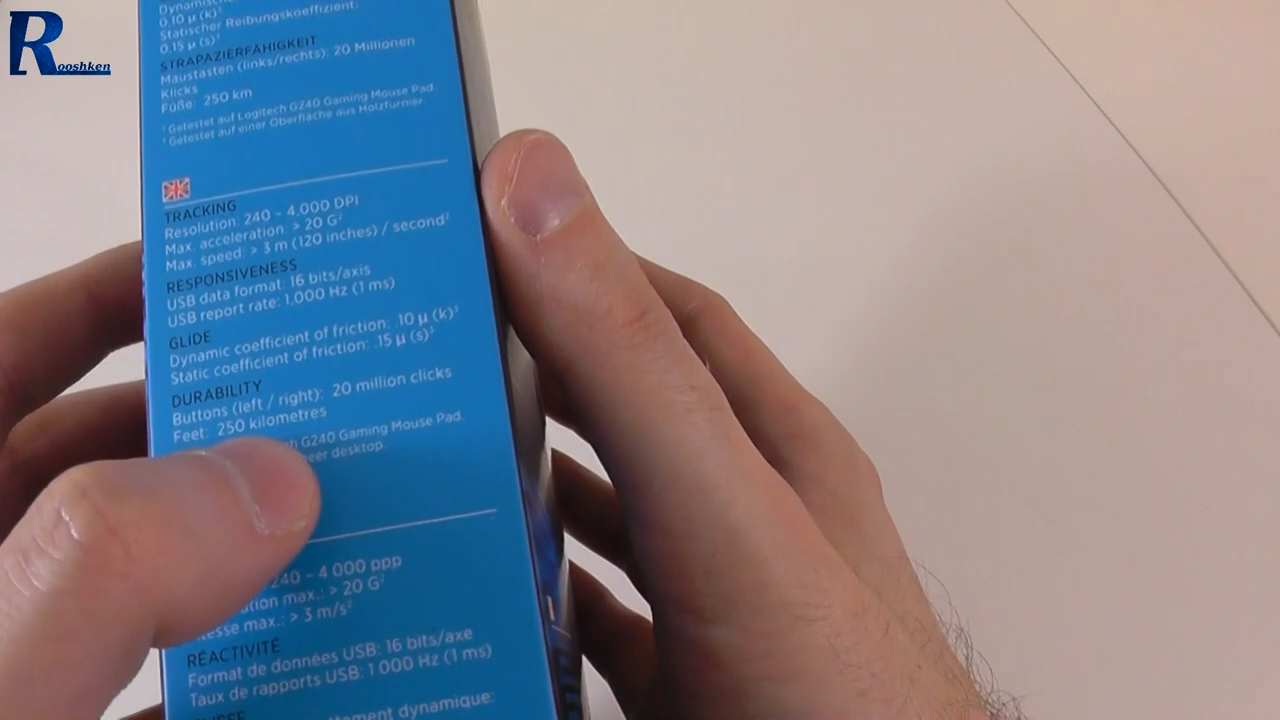 Rooshken
0.10 µ (k)³
Statischer Reibungskoeffizient:
0.15 µ (s)³
STRAPAZIERFÄHIGKEIT
Maustasten (links/rechts): 20 Millionen
Klicks
Füße: 250 km
² Getestet auf Logitech G240 Gaming Mouse Pad.
³ Getestet auf einer Oberfläche aus Holzfurnier.
TRACKING
Resolution: 240 – 4,000 DPI
Max. acceleration: > 20 G²
Max. speed: > 3 m (120 inches) / second²
RESPONSIVENESS
USB data format: 16 bits/axis
USB report rate: 1,000 Hz (1 ms)
GLIDE
Dynamic coefficient of friction: .10 µ (k)³
Static coefficient of friction: .15 µ (s)³
DURABILITY
Buttons (left / right): 20 million clicks
Feet: 250 kilometres
G240 Gaming Mouse Pad.
desktop.
240 – 4 000 ppp
max.: > 20 G²
max.: > 3 m/s²
RÉACTIVITÉ
Format de données USB: 16 bits/axe
Taux de rapports USB: 1 000 Hz (1 ms)
dynamique: